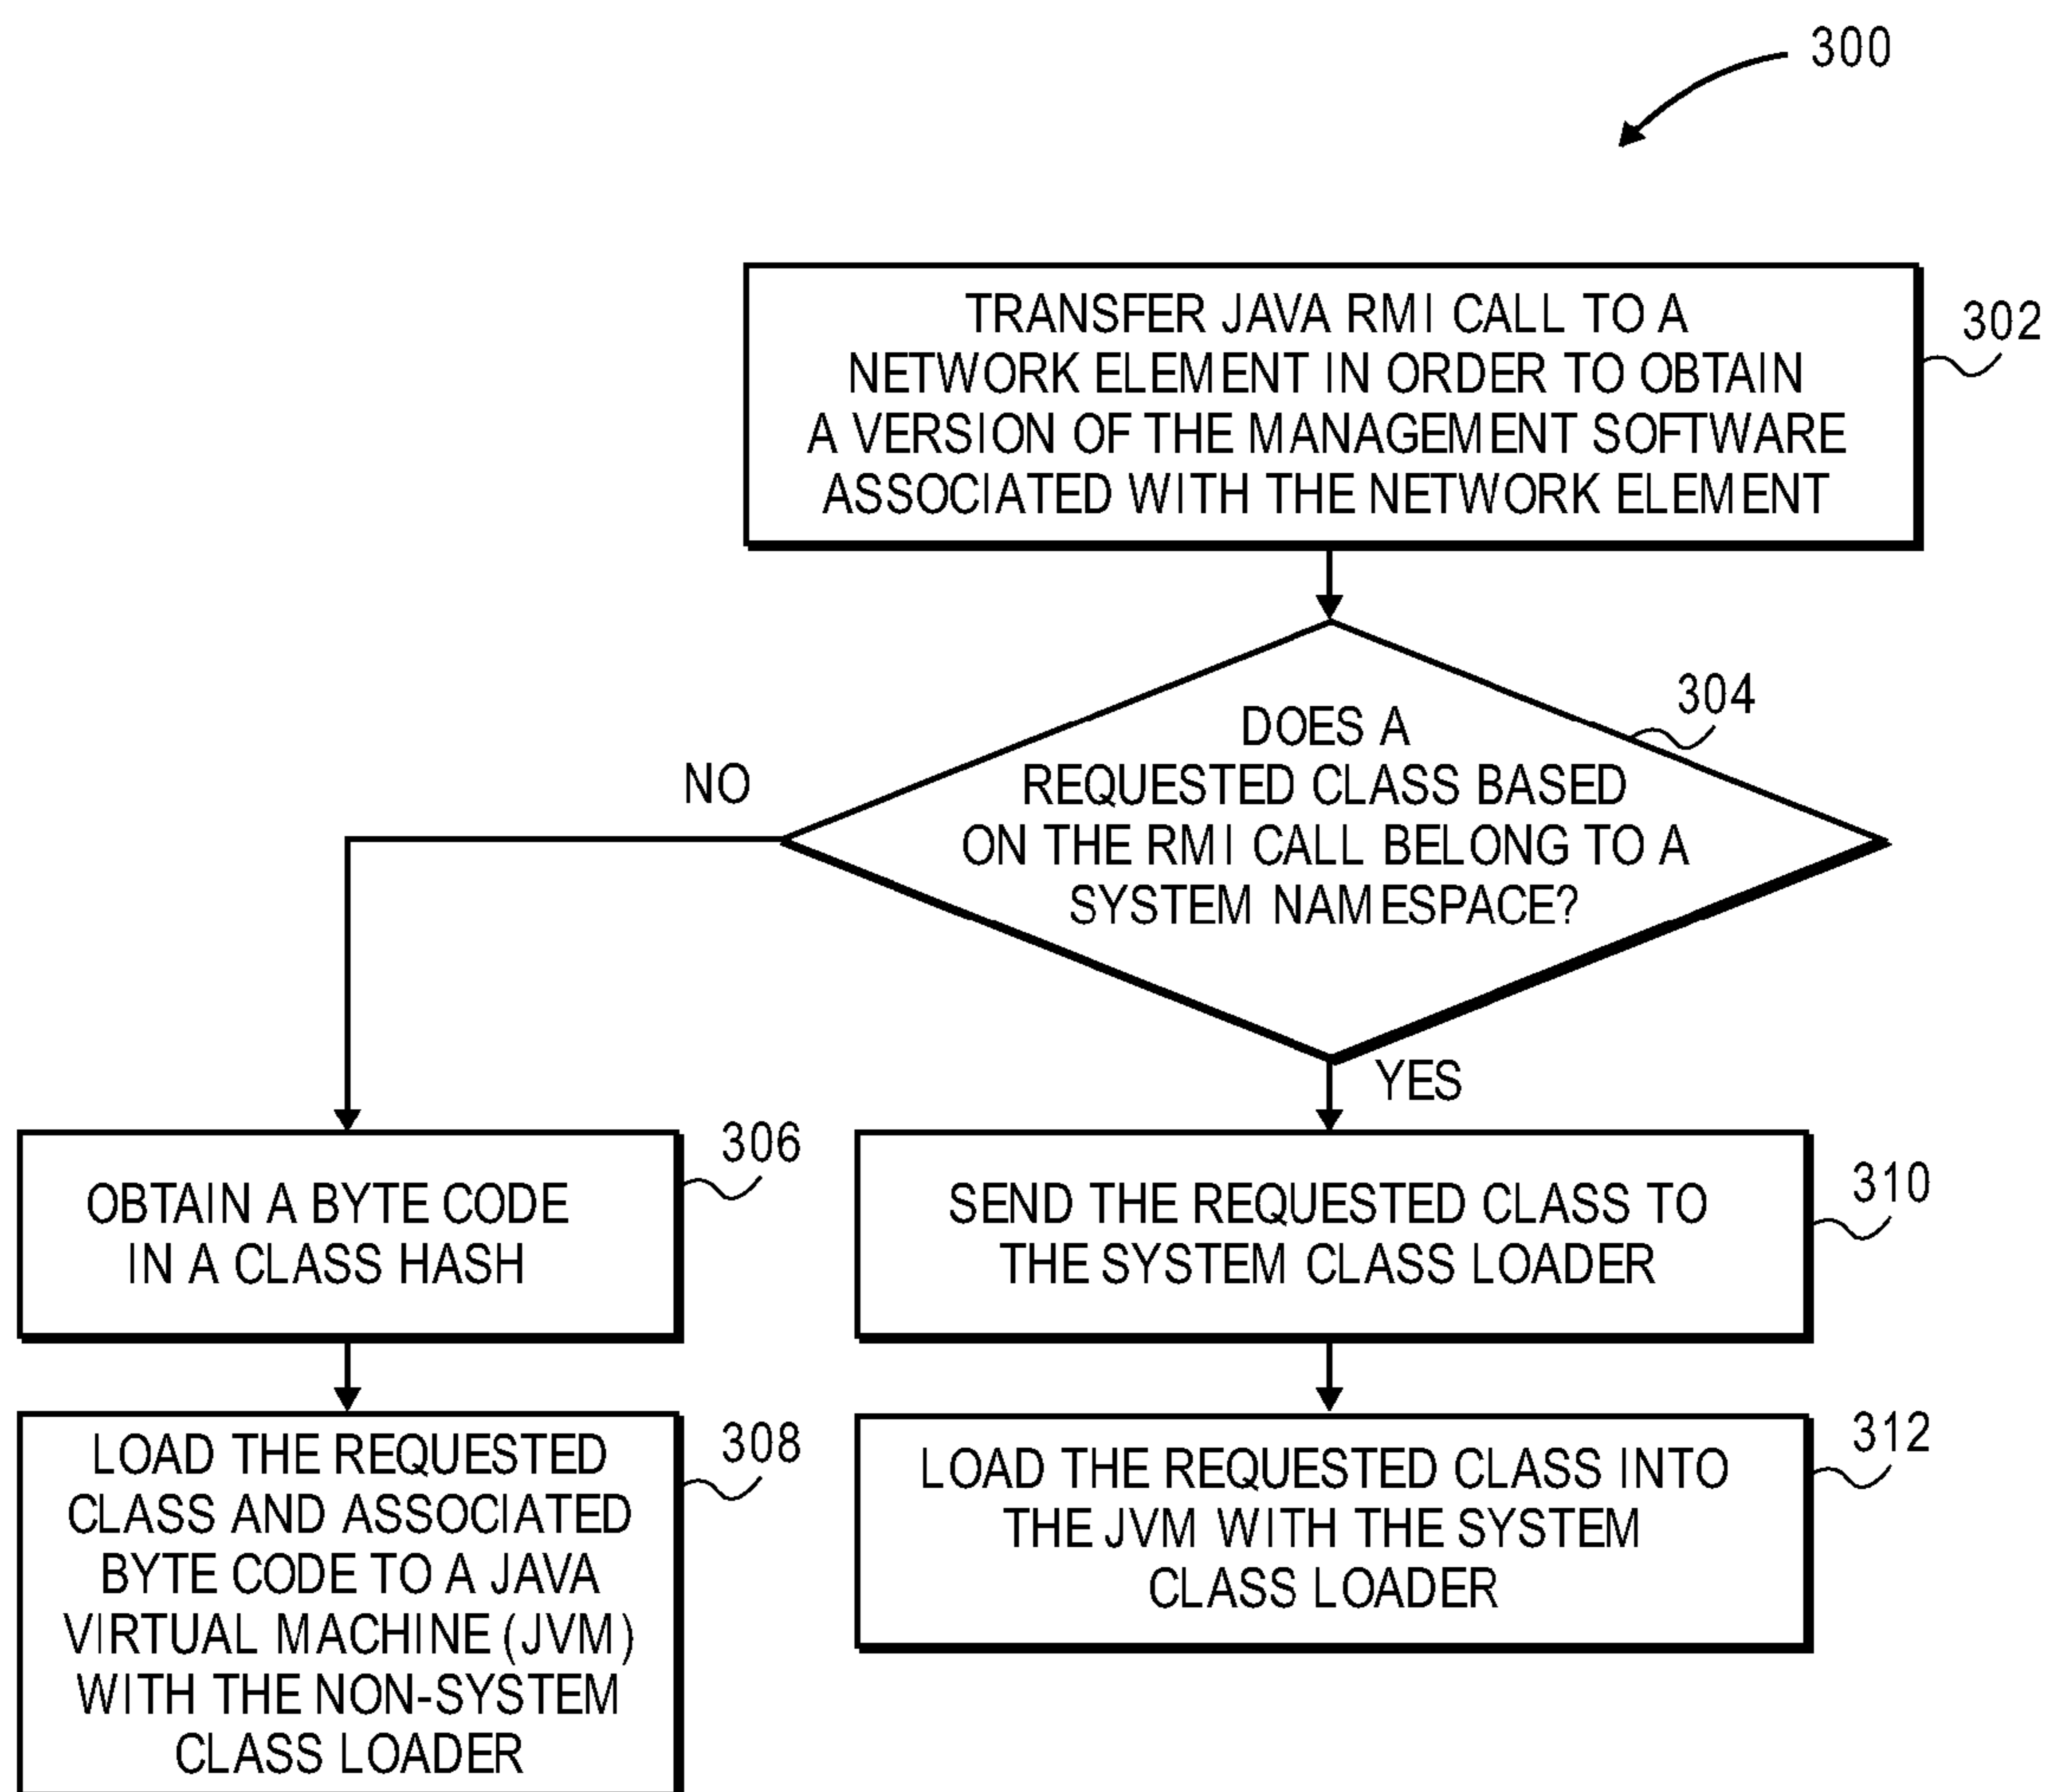 300
TRANSFER JAVA RMI CALL TO A
NETWORK ELEMENT IN ORDER TO OBTAIN
A VERSION OF THE MANAGEMENT SOFTWARE
ASSOCIATED WITH THE NETWORK ELEMENT
302
304
DOES A
REQUESTED CLASS BASED
ON THE RMI CALL BELONG TO A
SYSTEM NAMESPACE?
NO
YES
306
OBTAIN A BYTE CODE
IN A CLASS HASH
310
SEND THE REQUESTED CLASS TO
THE SYSTEM CLASS LOADER
308
LOAD THE REQUESTED
CLASS AND ASSOCIATED
BYTE CODE TO A JAVA
VIRTUAL MACHINE (JVM)
WITH THE NON-SYSTEM
CLASS LOADER
312
LOAD THE REQUESTED CLASS INTO
THE JVM WITH THE SYSTEM
CLASS LOADER